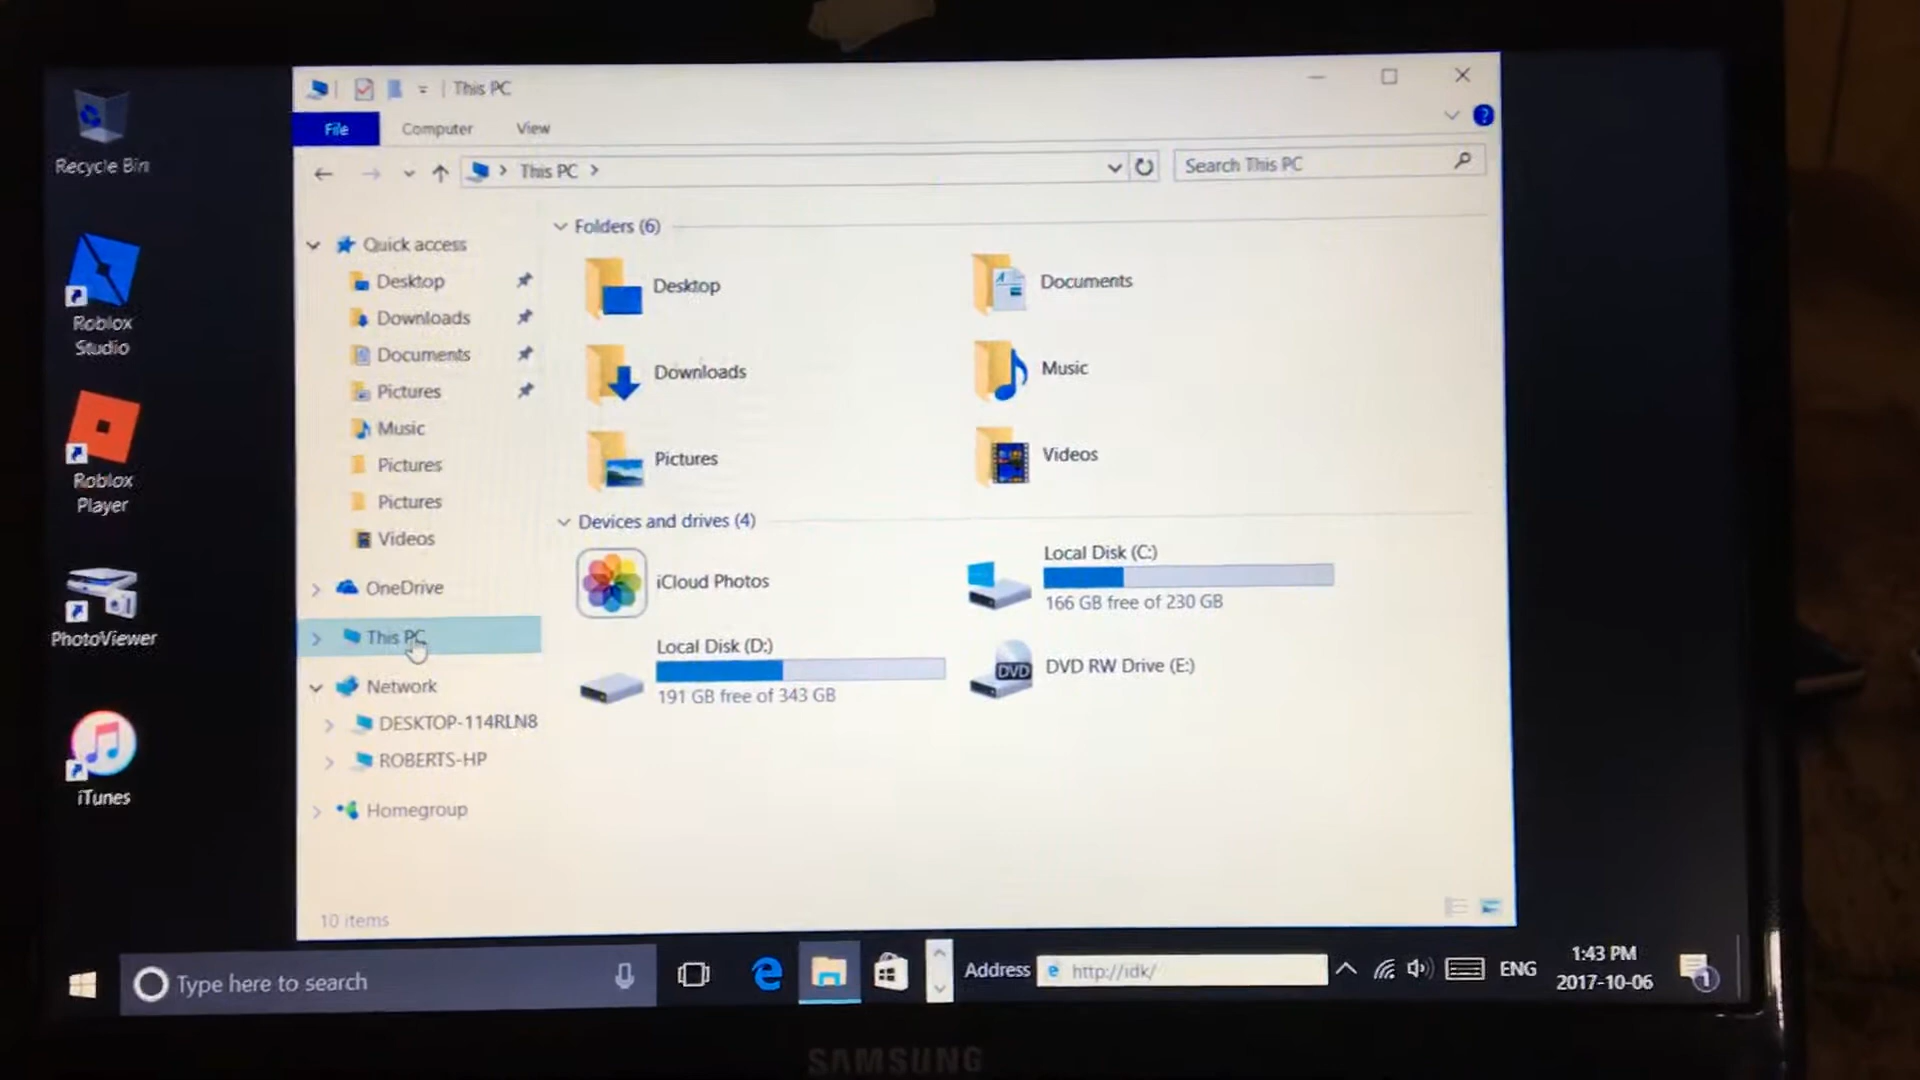 This PC
File Computer View
This PC
Search This PC
Recycle Bin
Roblox
Studio
Roblox
Player
PhotoViewer
iTunes
Quick access
Desktop
Downloads
Documents
Pictures
Music
Pictures
Pictures
Videos
OneDrive
This PC
Network
DESKTOP-114RLN8
ROBERTS-HP
Homegroup
Folders (6)
Desktop
Documents
Downloads
Music
Pictures
Videos
Devices and drives (4)
iCloud Photos
Local Disk (C:)
166 GB free of 230 GB
Local Disk (D:)
191 GB free of 343 GB
DVD
DVD RW Drive (E:)
10 items
Type here to search
Address
http://idk/
ENG
1:43 PM
2017-10-06
1
SAMSUNG